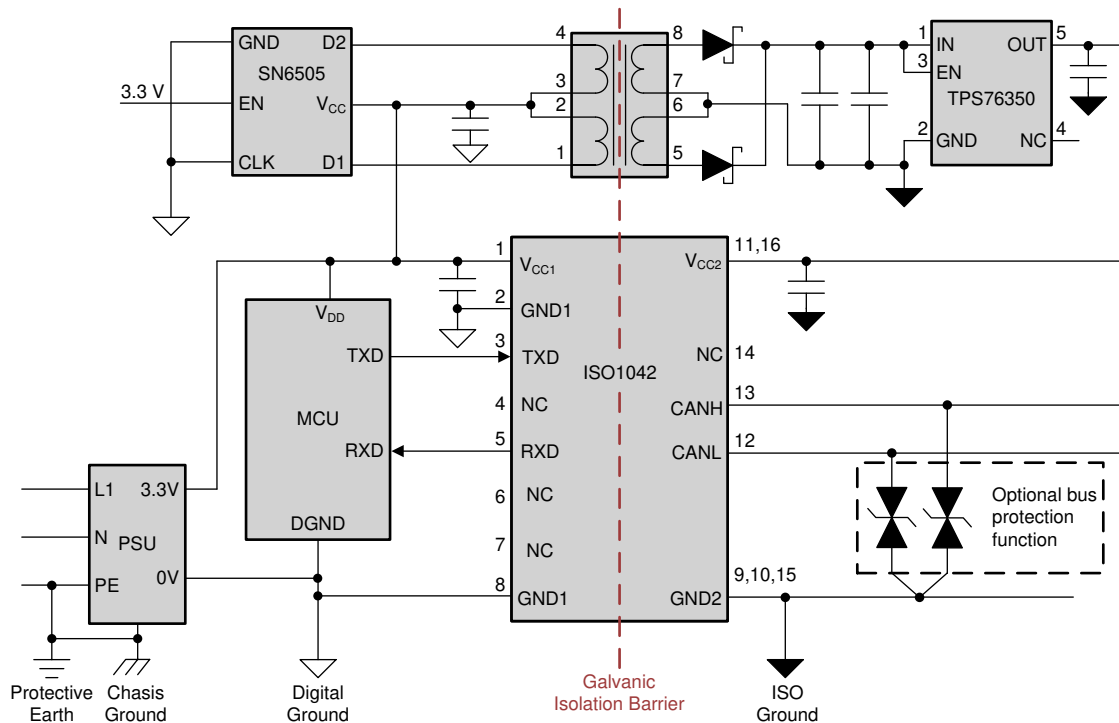 GND
D2
4
8
1
IN
OUT
5
SN6505
3
EN
3.3 V
EN
VCC
3
7
TPS76350
2
6
2
GND
NC
4
CLK
D1
1
5
1
VCC1
VCC2
11,16
2
GND1
VDD
3
TXD
TXD
NC
14
ISO1042
MCU
4
NC
CANH
13
RXD
5
RXD
CANL
12
6
NC
Optional bus
protection
function
L1
3.3V
DGND
N
PSU
7
NC
PE
0V
8
GND1
GND2
9,10,15
Protective
Earth
Chasis
Ground
Digital
Ground
Galvanic
Isolation Barrier
ISO
Ground